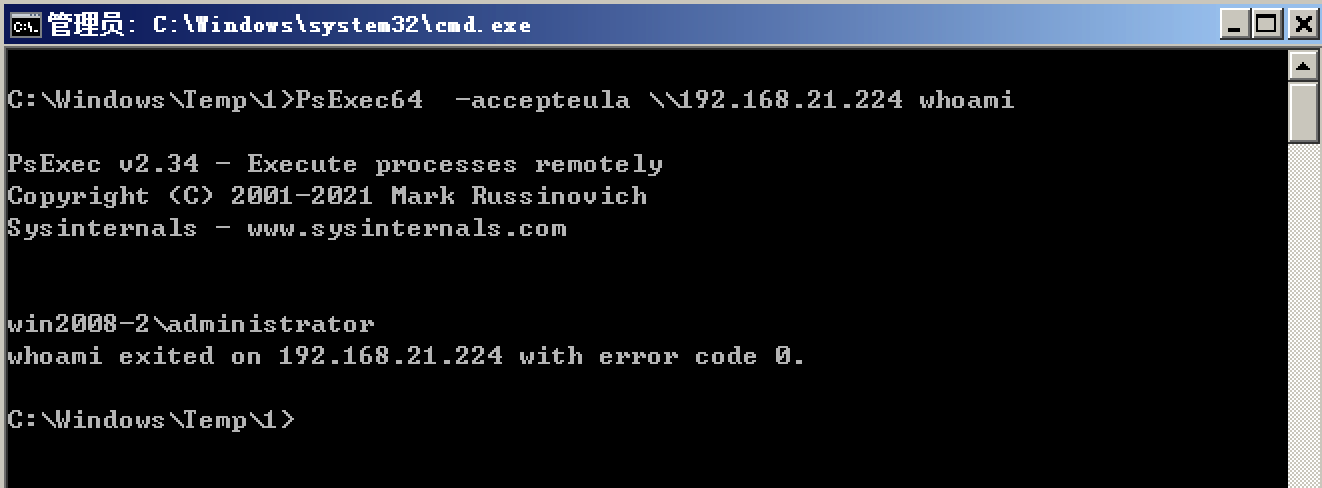 管理员: C:\Windows\system32\cmd.exe
C:\Windows\Temp\1>PsExec64  -accepteula \\192.168.21.224 whoami
PsExec v2.34 - Execute processes remotely
Copyright (C) 2001-2021 Mark Russinovich
Sysinternals - www.sysinternals.com
win2008-2\administrator
whoami exited on 192.168.21.224 with error code 0.
C:\Windows\Temp\1>